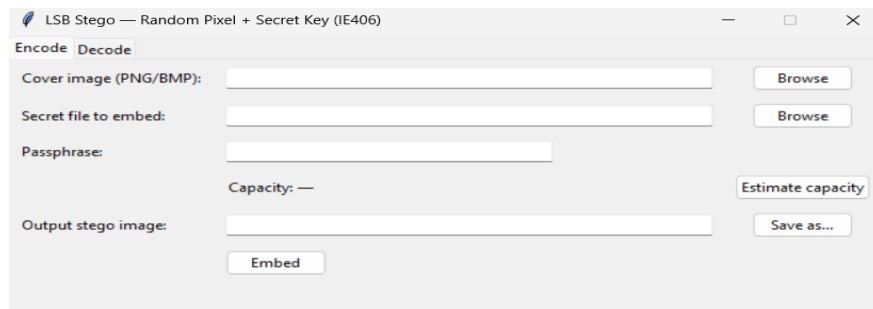 LSB Stego — Random Pixel + Secret Key (IE406)
Encode Decode
Cover image (PNG/BMP): Browse
Secret file to embed: Browse
Passphrase:
Capacity: — Estimate capacity
Output stego image: Save as...
Embed